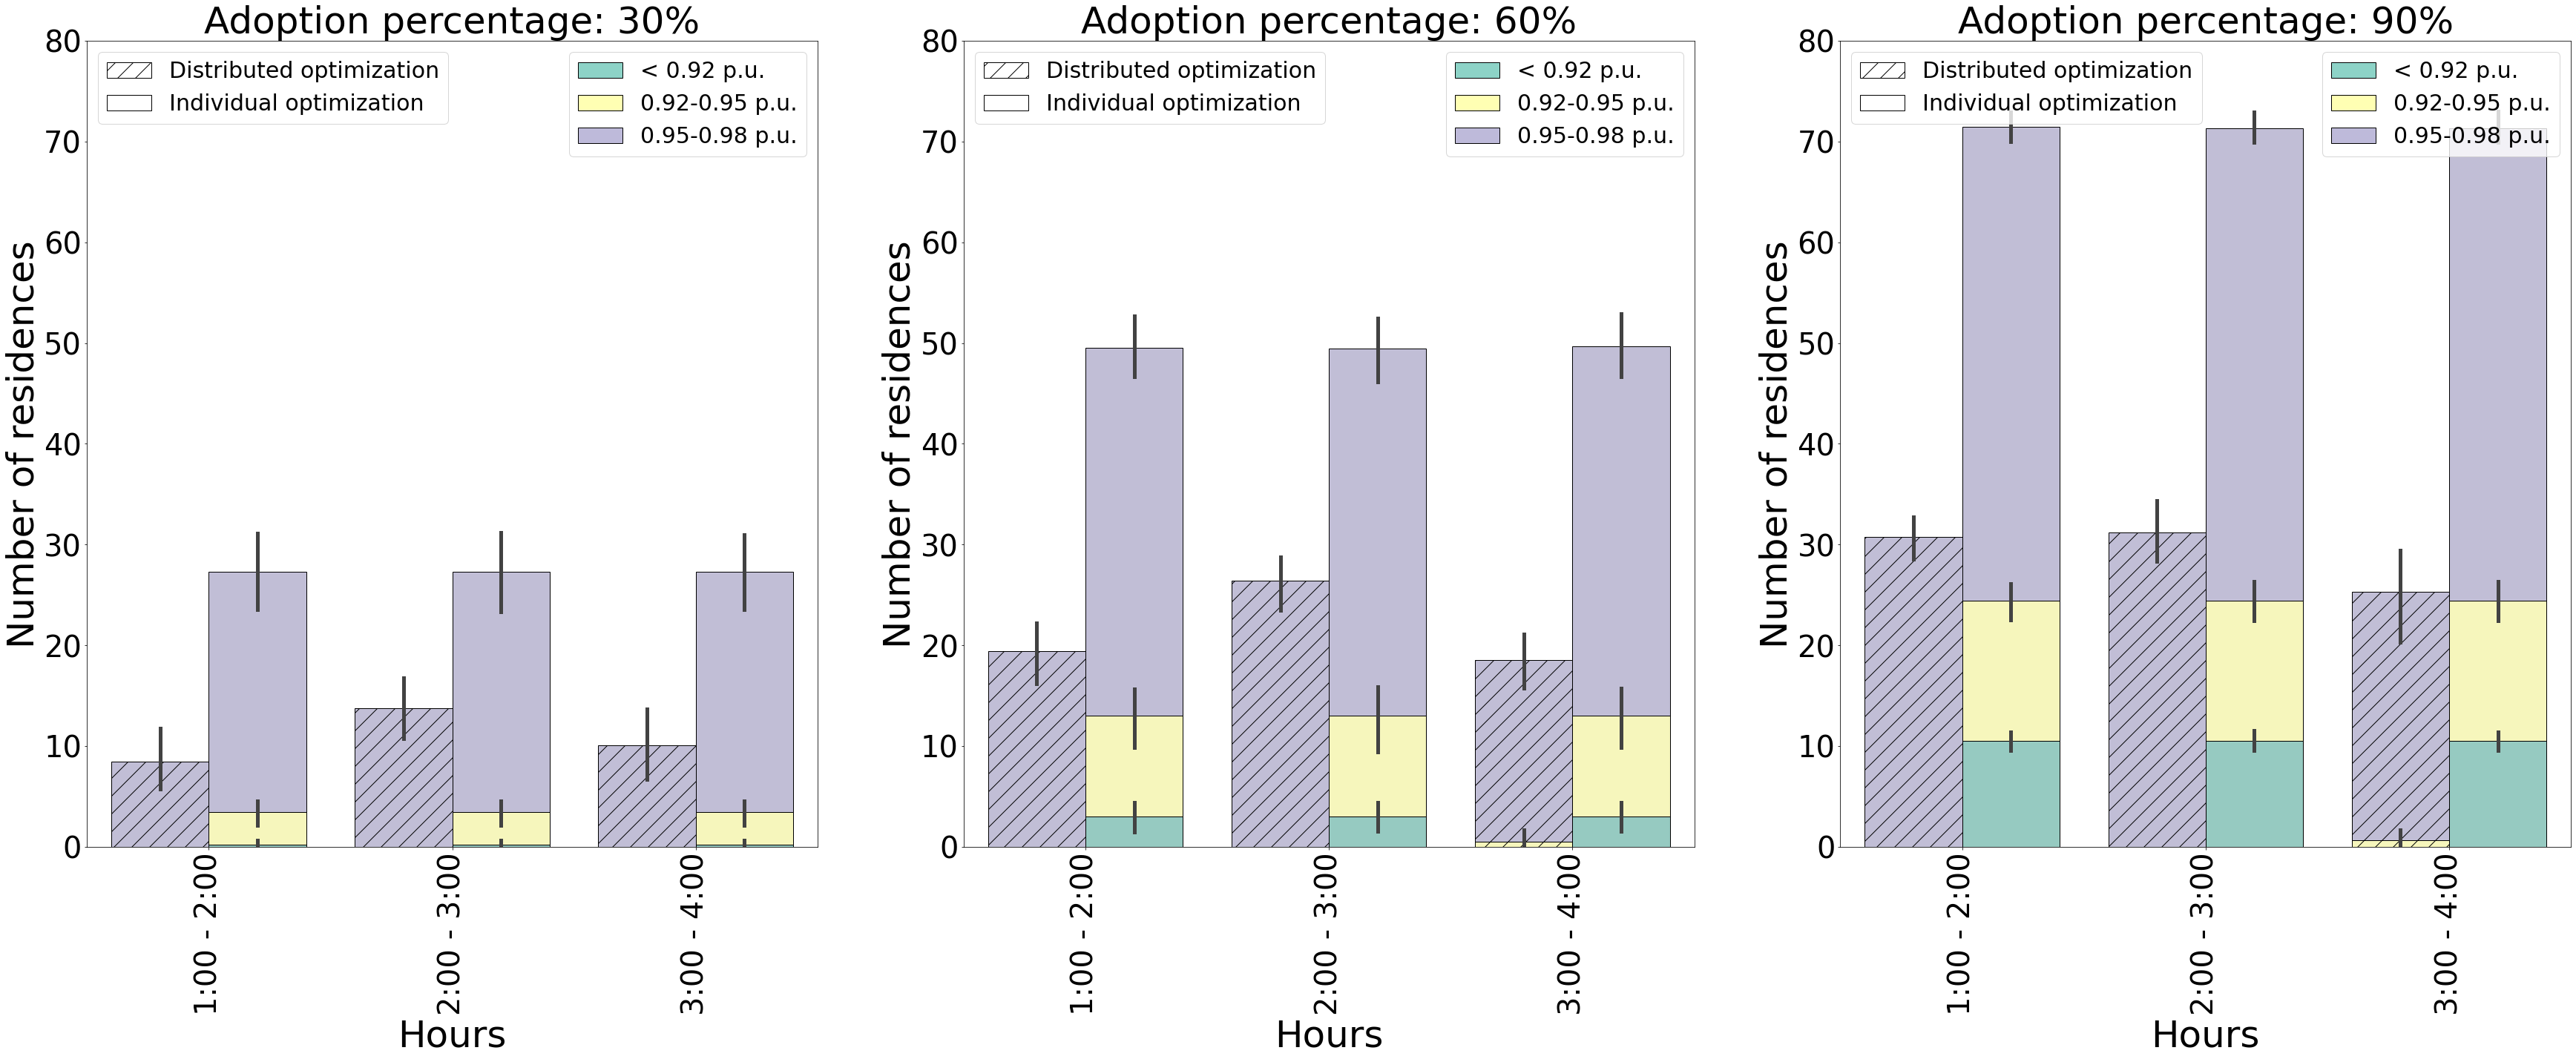 Adoption percentage: 30%
Distributed optimization
Individual optimization
< 0.92 p.u.
0.92-0.95 p.u.
0.95-0.98 p.u.
Number of residences
80
70
60
50
40
30
20
10
0
1:00 - 2:00
2:00 - 3:00
3:00 - 4:00
Hours
Adoption percentage: 60%
Distributed optimization
Individual optimization
< 0.92 p.u.
0.92-0.95 p.u.
0.95-0.98 p.u.
Number of residences
80
70
60
50
40
30
20
10
0
1:00 - 2:00
2:00 - 3:00
3:00 - 4:00
Hours
Adoption percentage: 90%
Distributed optimization
Individual optimization
< 0.92 p.u.
0.92-0.95 p.u.
0.95-0.98 p.u.
Number of residences
80
70
60
50
40
30
20
10
0
1:00 - 2:00
2:00 - 3:00
3:00 - 4:00
Hours